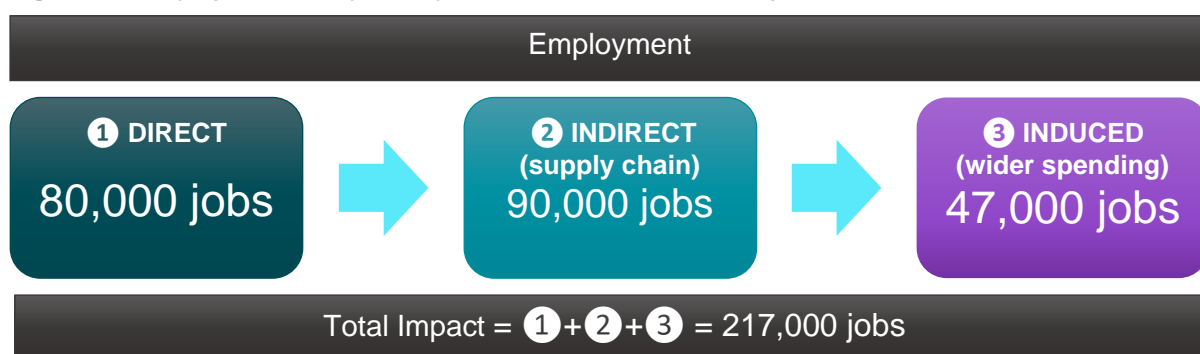 Employment
❶ DIRECT
80,000 jobs
❷ INDIRECT
(supply chain)
90,000 jobs
❸ INDUCED
(wider spending)
47,000 jobs
Total Impact = ❶+❷+❸ = 217,000 jobs